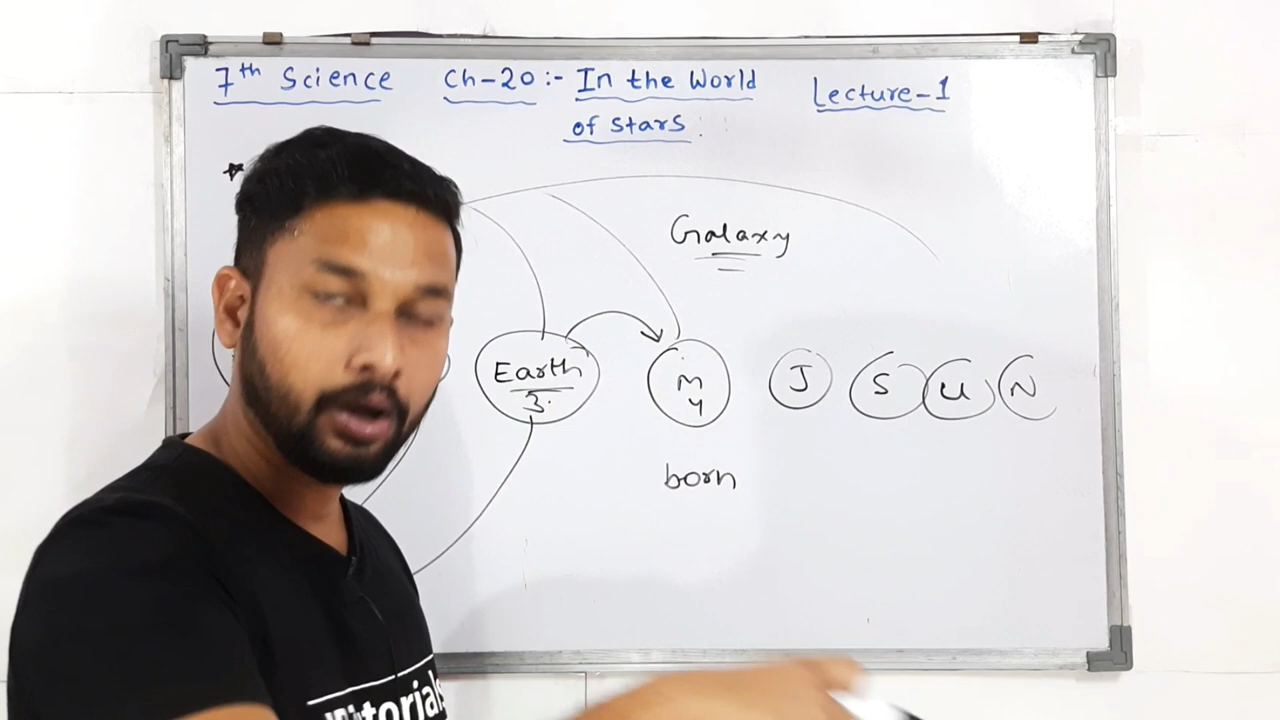 7th Science Ch-20:- In the World Lecture-1
of stars
Galaxy
Earth
3.
M
4
J
S
U
N
born